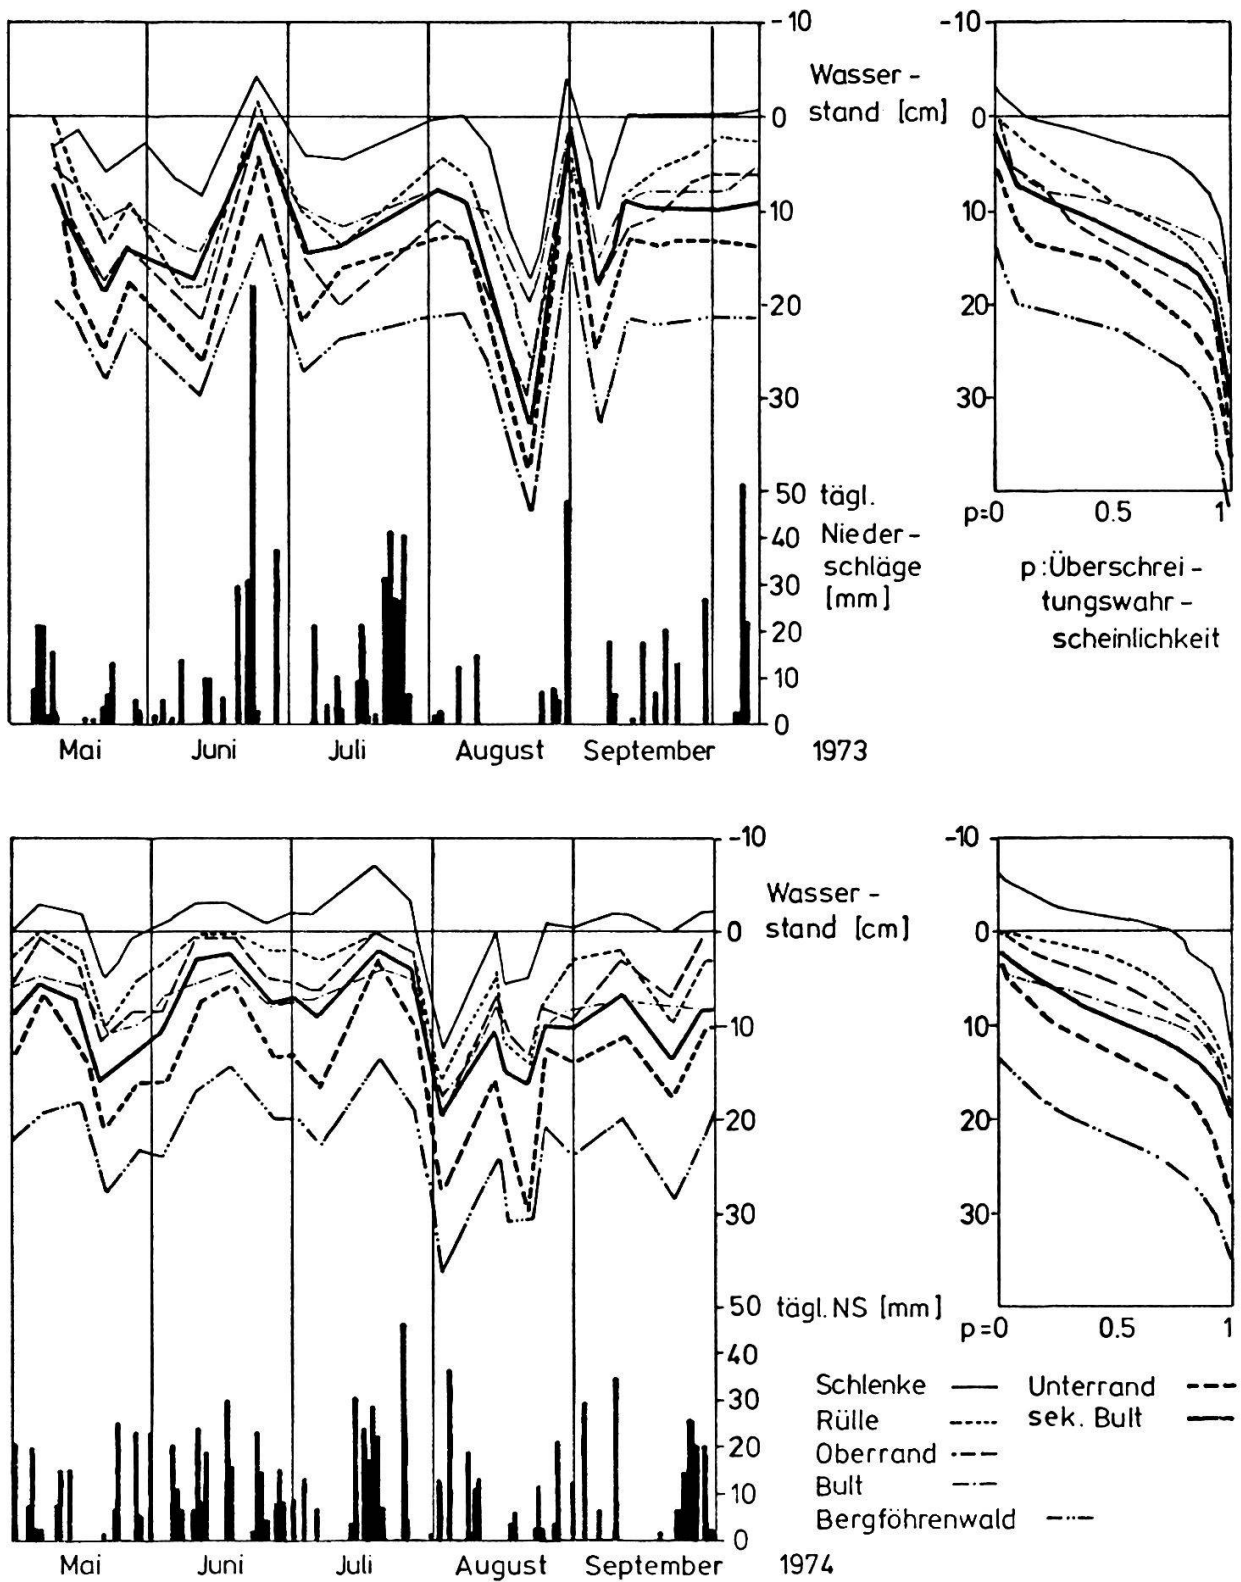 -10
0
10
20
30
Wasser -
stand [cm]
50
40
30
20
10
0
tägl.
Nieder -
schläge
[mm]
Mai Juni Juli August September 1973
-10
0
10
20
30
p=0 0.5 1
p:Überschrei -
tungswahr -
scheinlichkeit
-10
0
10
20
30
Wasser -
stand [cm]
50 tägl. NS [mm]
40
30
20
10
0
Mai Juni Juli August September 1974
-10
0
10
20
30
p=0 0.5 1
Schlenke
Rülle
Oberrand
Bult
Bergföhrenwald
Unterrand
sek. Bult